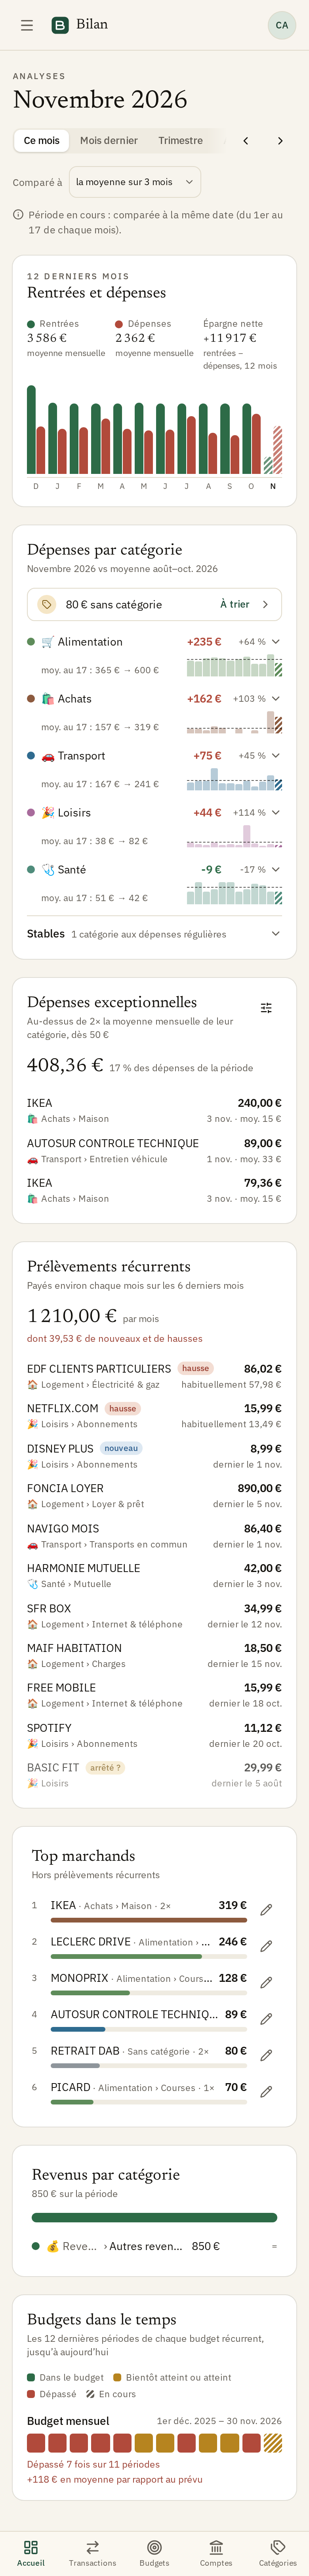 Bilan
CA
ANALYSES
Novembre 2026
Ce mois Mois dernier Trimestre
Comparé à la moyenne sur 3 mois
Période en cours : comparée à la même date (du 1er au
17 de chaque mois).
12 DERNIERS MOIS
Rentrées et dépenses
Rentrées Dépenses Épargne nette
3 586 € 2 362 € +11 917 €
moyenne mensuelle moyenne mensuelle rentrées −
dépenses, 12 mois
D J F M A M J J A S O N
Dépenses par catégorie
Novembre 2026 vs moyenne août–oct. 2026
80 € sans catégorie À trier
🛒 Alimentation +235 € +64 %
moy. au 17 : 365 € → 600 €
🛍️ Achats +162 € +103 %
moy. au 17 : 157 € → 319 €
🚗 Transport +75 € +45 %
moy. au 17 : 167 € → 241 €
🎉 Loisirs +44 € +114 %
moy. au 17 : 38 € → 82 €
🩺 Santé -9 € -17 %
moy. au 17 : 51 € → 42 €
Stables 1 catégorie aux dépenses régulières
Dépenses exceptionnelles
Au-dessus de 2× la moyenne mensuelle de leur
catégorie, dès 50 €
408,36 € 17 % des dépenses de la période
IKEA 240,00 €
🛍️ Achats › Maison 3 nov. · moy. 15 €
AUTOSUR CONTROLE TECHNIQUE 89,00 €
🚗 Transport › Entretien véhicule 1 nov. · moy. 33 €
IKEA 79,36 €
🛍️ Achats › Maison 3 nov. · moy. 15 €
Prélèvements récurrents
Payés environ chaque mois sur les 6 derniers mois
1 210,00 € par mois
dont 39,53 € de nouveaux et de hausses
EDF CLIENTS PARTICULIERS hausse 86,02 €
🏠 Logement › Électricité & gaz habituellement 57,98 €
NETFLIX.COM hausse 15,99 €
🎉 Loisirs › Abonnements habituellement 13,49 €
DISNEY PLUS nouveau 8,99 €
🎉 Loisirs › Abonnements dernier le 1 nov.
FONCIA LOYER 890,00 €
🏠 Logement › Loyer & prêt dernier le 5 nov.
NAVIGO MOIS 86,40 €
🚗 Transport › Transports en commun dernier le 1 nov.
HARMONIE MUTUELLE 42,00 €
🩺 Santé › Mutuelle dernier le 3 nov.
SFR BOX 34,99 €
🏠 Logement › Internet & téléphone dernier le 12 nov.
MAIF HABITATION 18,50 €
🏠 Logement › Charges dernier le 15 nov.
FREE MOBILE 15,99 €
🏠 Logement › Internet & téléphone dernier le 18 oct.
SPOTIFY 11,12 €
🎉 Loisirs › Abonnements dernier le 20 oct.
BASIC FIT arrêté ? 29,99 €
🎉 Loisirs dernier le 5 août
Top marchands
Hors prélèvements récurrents
1 IKEA · Achats › Maison · 2× 319 €
2 LECLERC DRIVE · Alimentation › … 246 €
3 MONOPRIX · Alimentation › Cours… 128 €
4 AUTOSUR CONTROLE TECHNIQ… 89 €
5 RETRAIT DAB · Sans catégorie · 2× 80 €
6 PICARD · Alimentation › Courses · 1× 70 €
Revenus par catégorie
850 € sur la période
💰 Reve… › Autres reven… 850 € =
Budgets dans le temps
Les 12 dernières périodes de chaque budget récurrent,
jusqu'à aujourd'hui
Dans le budget Bientôt atteint ou atteint
Dépassé En cours
Budget mensuel 1er déc. 2025 – 30 nov. 2026
Dépassé 7 fois sur 11 périodes
+118 € en moyenne par rapport au prévu
Accueil Transactions Budgets Comptes Catégories